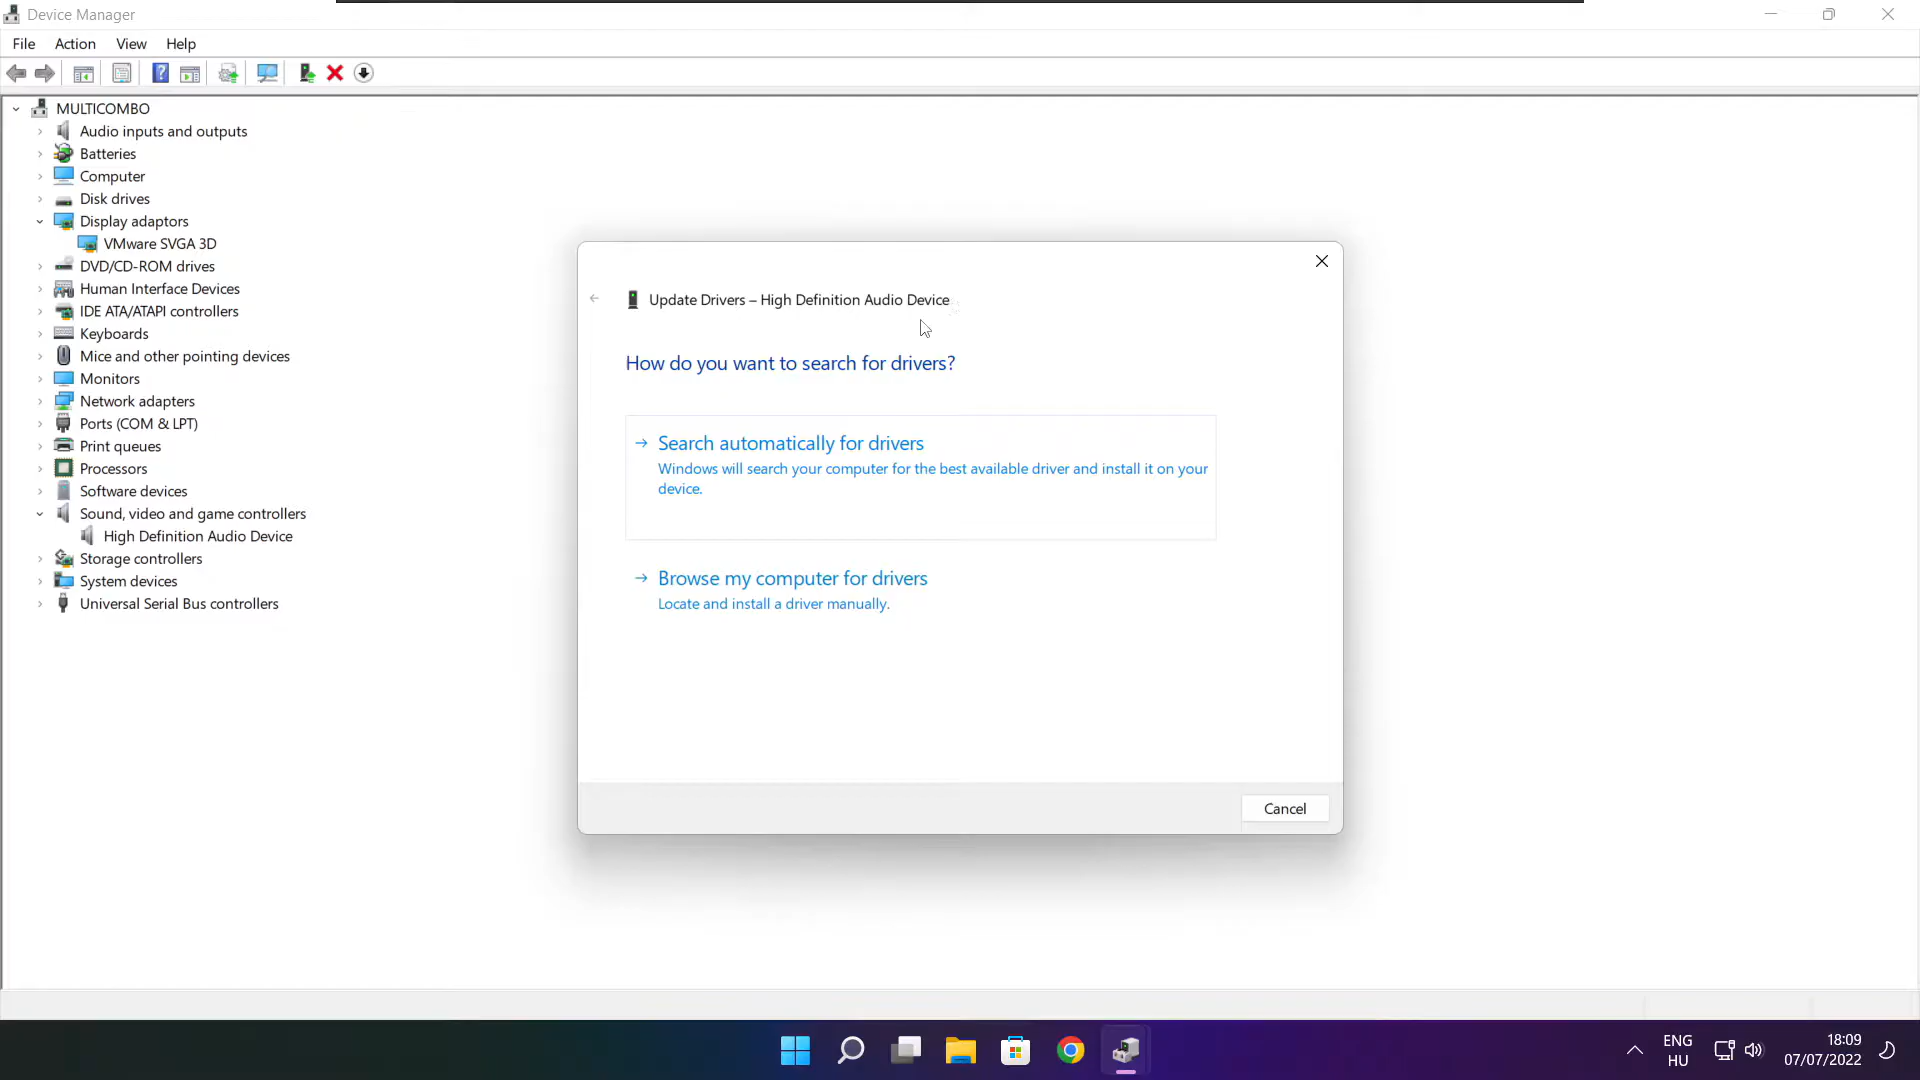 Device Manager
File Action View Help
MULTICOMBO
Audio inputs and outputs
Batteries
Computer
Disk drives
Display adaptors
VMware SVGA 3D
DVD/CD-ROM drives
Human Interface Devices
IDE ATA/ATAPI controllers
Keyboards
Mice and other pointing devices
Monitors
Network adapters
Ports (COM & LPT)
Print queues
Processors
Software devices
Sound, video and game controllers
High Definition Audio Device
Storage controllers
System devices
Universal Serial Bus controllers
Update Drivers – High Definition Audio Device
How do you want to search for drivers?
Search automatically for drivers
Windows will search your computer for the best available driver and install it on your
device.
Browse my computer for drivers
Locate and install a driver manually.
Cancel
ENG
HU
18:09
07/07/2022